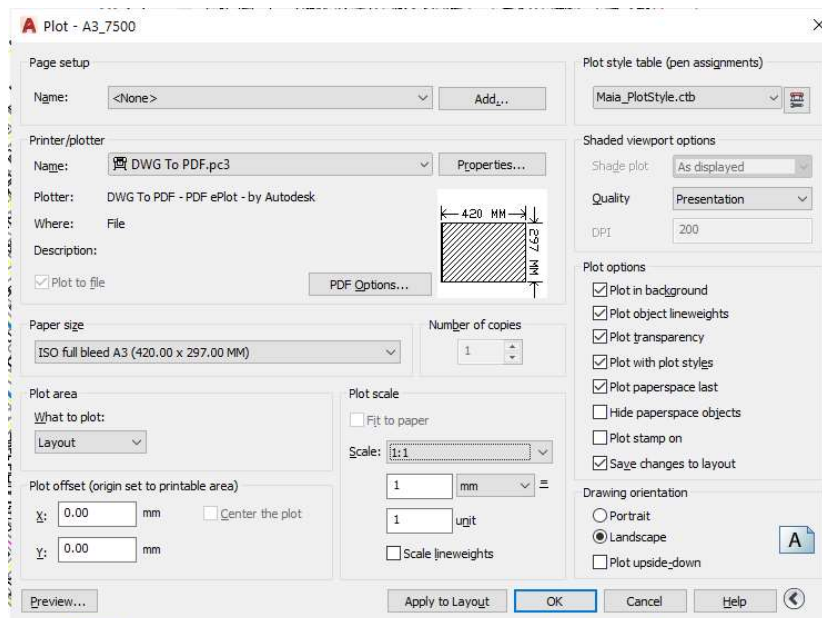 Plot - A3_7500
Page setup
Name: <None> Add...
Printer/plotter
Name: DWG To PDF.pc3 Properties...
Plotter: DWG To PDF - PDF ePlot - by Autodesk
Where: File
Description:
Plot to file
PDF Options...
420 MM
297 MM
Paper size
ISO full bleed A3 (420.00 x 297.00 MM)
Number of copies
1
Plot area
What to plot:
Layout
Plot offset (origin set to printable area)
X: 0.00 mm Center the plot
Y: 0.00 mm
Plot scale
Fit to paper
Scale: 1:1
1 mm =
1 unit
Scale lineweights
Plot style table (pen assignments)
Maia_PlotStyle.ctb
Shaded viewport options
Shade plot As displayed
Quality Presentation
DPI 200
Plot options
Plot in background
Plot object lineweights
Plot transparency
Plot with plot styles
Plot paperspace last
Hide paperspace objects
Plot stamp on
Save changes to layout
Drawing orientation
Portrait
Landscape
Plot upside-down
A
Preview... Apply to Layout OK Cancel Help